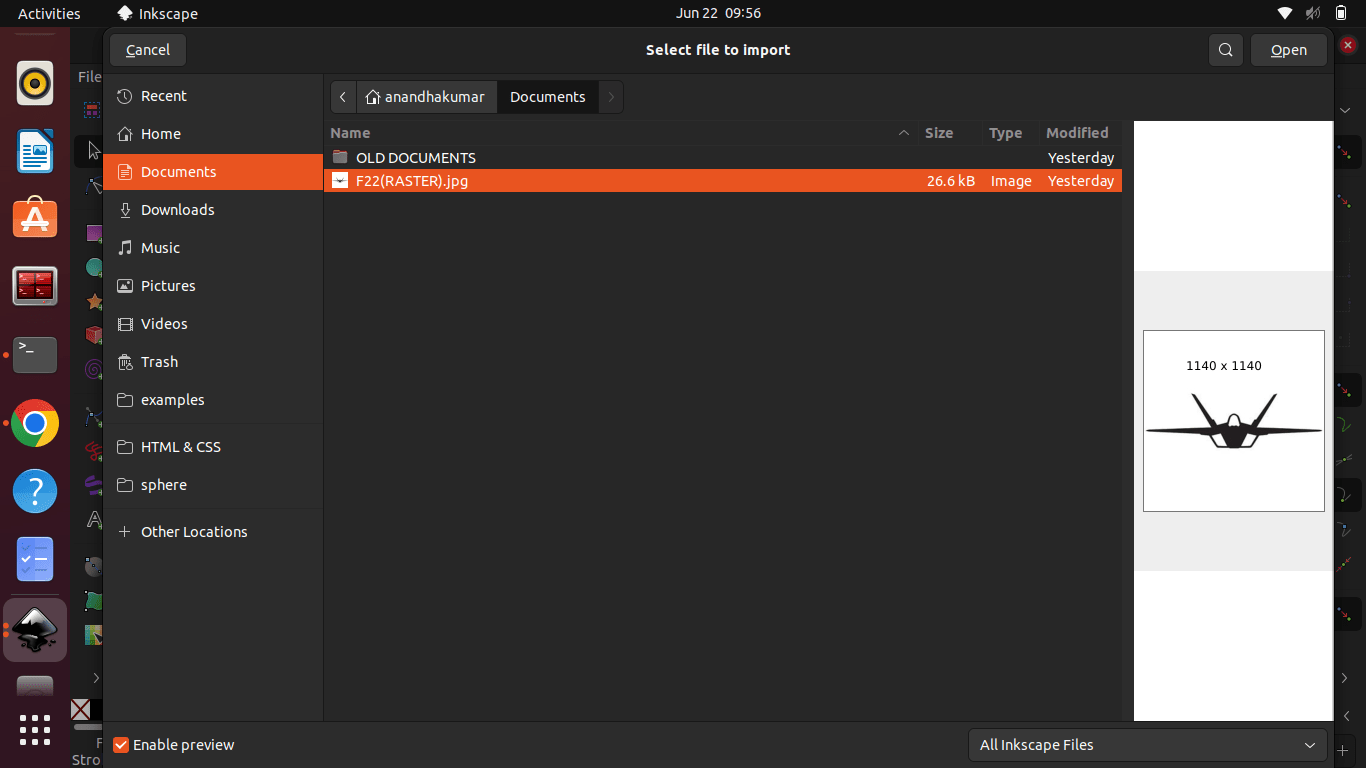 Activities Inkscape Jun 22 09:56
Cancel Select file to import Open
File
Recent
Home
Documents
Downloads
Music
Pictures
Videos
Trash
examples
HTML & CSS
sphere
+ Other Locations
anandhakumar Documents
Name Size Type Modified
OLD DOCUMENTS Yesterday
F22(RASTER).jpg 26.6 kB Image Yesterday
1140 x 1140
F
Stro
Enable preview All Inkscape Files